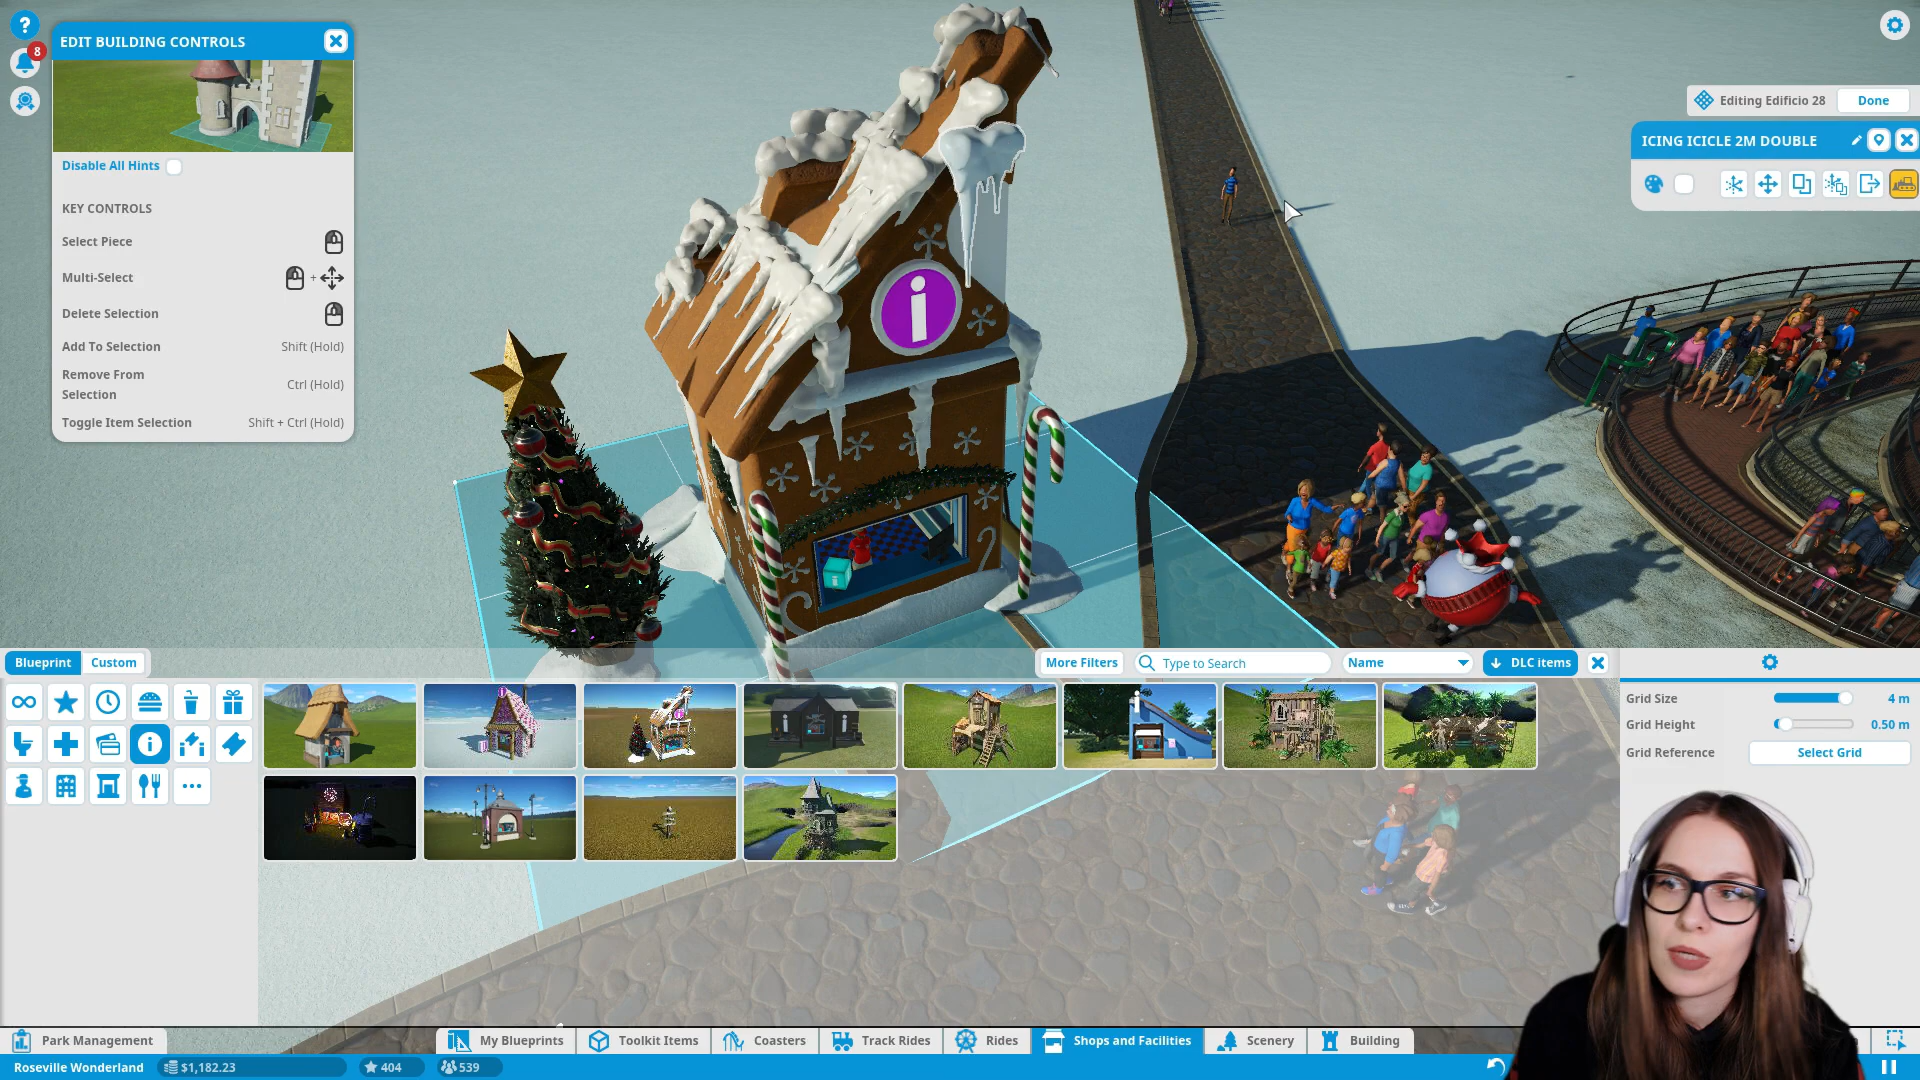 ?
EDIT BUILDING CONTROLS
8
Disable All Hints
KEY CONTROLS
Select Piece
Multi-Select +
Delete Selection
Add To Selection Shift (Hold)
Remove From Selection Ctrl (Hold)
Toggle Item Selection Shift + Ctrl (Hold)
i
Editing Edificio 28 Done
ICING ICICLE 2M DOUBLE
Blueprint Custom
More Filters Type to Search Name DLC items
Grid Size 4 m
Grid Height 0.50 m
Grid Reference Select Grid
Park Management My Blueprints Toolkit Items Coasters Track Rides Rides Shops and Facilities Scenery Building
Roseville Wonderland $1,182.23 404 539